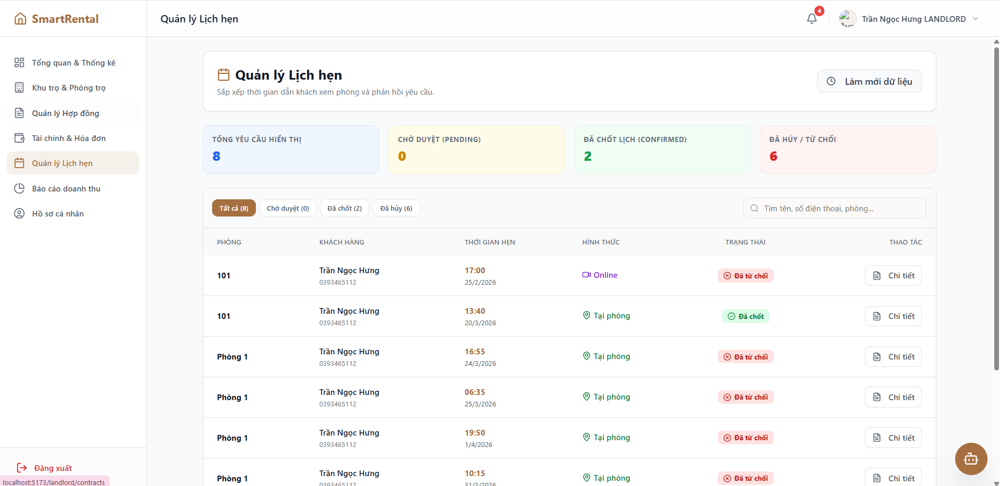 SmartRental
Quản lý Lịch hẹn
4
Trần Ngọc Hưng LANDLORD
Tổng quan & Thống kê
Khu trọ & Phòng trọ
Quản lý Hợp đồng
Tài chính & Hóa đơn
Quản lý Lịch hẹn
Báo cáo doanh thu
Hồ sơ cá nhân
Đăng xuất
localhost:5173/landlord/contracts
Quản lý Lịch hẹn
Sắp xếp thời gian dẫn khách xem phòng và phản hồi yêu cầu.
Làm mới dữ liệu
TỔNG YÊU CẦU HIỂN THỊ
8
CHỜ DUYỆT (PENDING)
0
ĐÃ CHỐT LỊCH (CONFIRMED)
2
ĐÃ HỦY / TỪ CHỐI
6
Tất cả (8) Chờ duyệt (0) Đã chốt (2) Đã hủy (6)
Tìm tên, số điện thoại, phòng...
PHÒNG KHÁCH HÀNG THỜI GIAN HẸN HÌNH THỨC TRẠNG THÁI THAO TÁC
101 Trần Ngọc Hưng 17:00 Online Đã từ chối Chi tiết
0393465112 25/2/2026
101 Trần Ngọc Hưng 13:40 Tại phòng Đã chốt Chi tiết
0393465112 20/3/2026
Phòng 1 Trần Ngọc Hưng 16:55 Tại phòng Đã từ chối Chi tiết
0393465112 24/3/2026
Phòng 1 Trần Ngọc Hưng 06:35 Tại phòng Đã từ chối Chi tiết
0393465112 25/3/2026
Phòng 1 Trần Ngọc Hưng 19:50 Tại phòng Đã từ chối Chi tiết
0393465112 1/4/2026
Phòng 1 Trần Ngọc Hưng 10:15 Tại phòng Đã từ chối Chi tiết
0393465112 31/3/2026